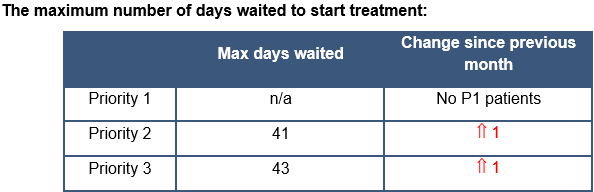 The maximum number of days waited to start treatment:
Max days waited Change since previous month
Priority 1 n/a No P1 patients
Priority 2 41 ⇑ 1
Priority 3 43 ⇑ 1